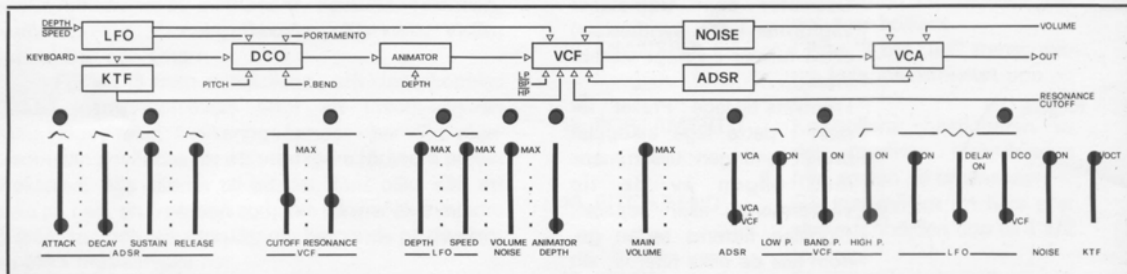 DEPTH
SPEED
LFO
PORTAMENTO
NOISE
VOLUME
KEYBOARD
DCO
ANIMATOR
VCF
VCA
OUT
KTF
PITCH
P. BEND
DEPTH
LP
BP
HP
ADSR
RESONANCE
CUTOFF
MAX
MAX
MAX
MAX
MAX
VCA
ON
ON
ON
ON
DELAY
ON
DCO
ON
1V/OCT
VCA
VCF
VCF
ATTACK DECAY SUSTAIN RELEASE
ADSR
CUTOFF RESONANCE
VCF
DEPTH SPEED
LFO
VOLUME
NOISE
ANIMATOR
DEPTH
MAIN
VOLUME
ADSR
LOW P. BAND P. HIGH P.
VCF
LFO
NOISE
KTF